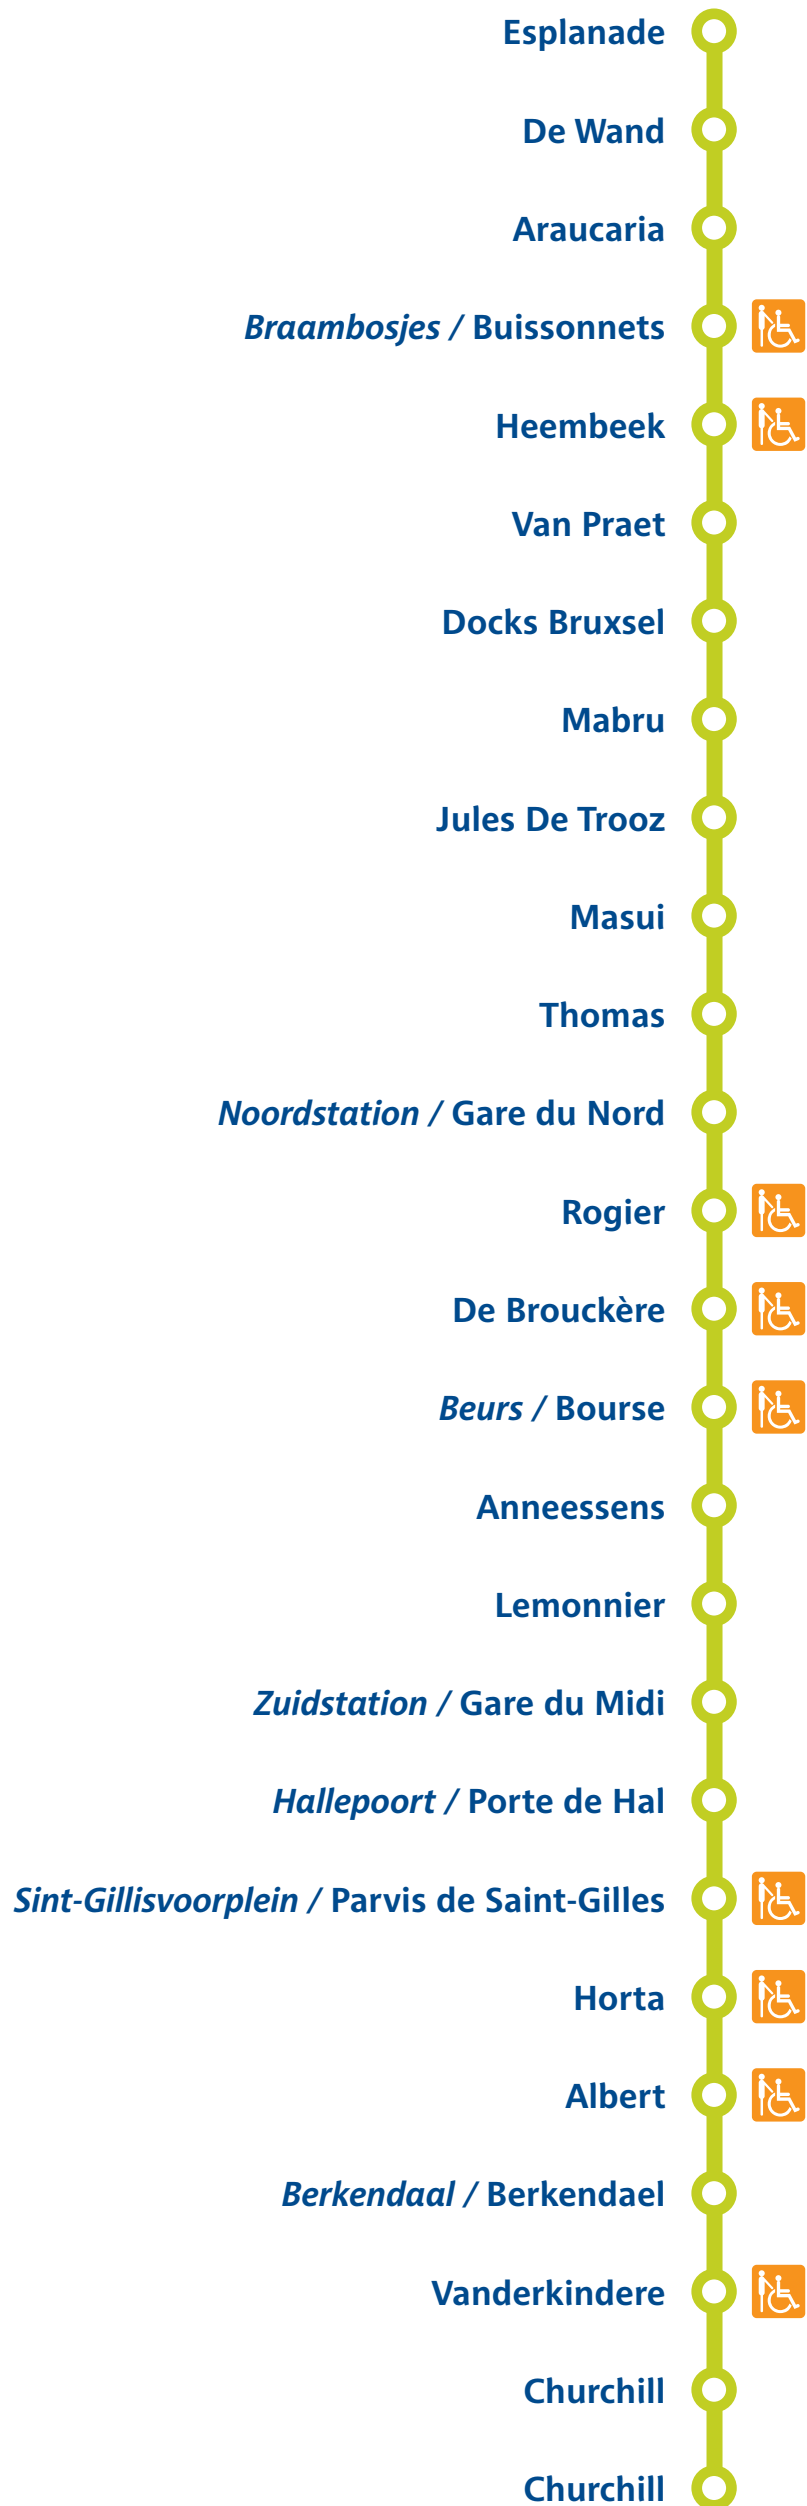 Esplanade
De Wand
Araucaria
Braambosjes / Buissonnets
Heembeek
Van Praet
Docks Bruxsel
Mabru
Jules De Trooz
Masui
Thomas
Noordstation / Gare du Nord
Rogier
De Brouckère
Beurs / Bourse
Anneessens
Lemonnier
Zuidstation / Gare du Midi
Hallepoort / Porte de Hal
Sint-Gillisvoorplein / Parvis de Saint-Gilles
Horta
Albert
Berkendaal / Berkendael
Vanderkindere
Churchill
Churchill